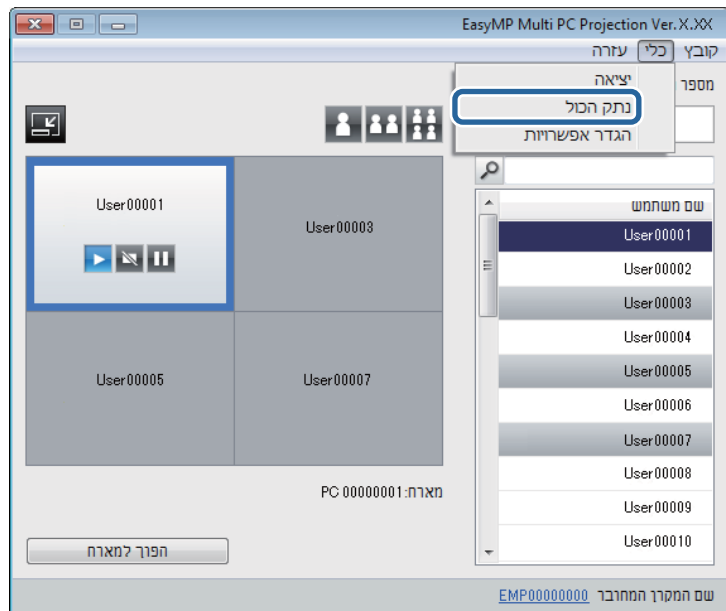 EasyMP Multi PC Projection Ver.X.XX
קובץ כלי עזרה
יציאה
נתק הכול
הגדר אפשרויות
מספר
שם משתמש
User00001
User00002
User00003
User00004
User00005
User00006
User00007
User00008
User00009
User00010
User00001
User00003
User00005
User00007
מארח: PC 00000001
הפוך למארח
שם המקרן המחובר EMP00000000